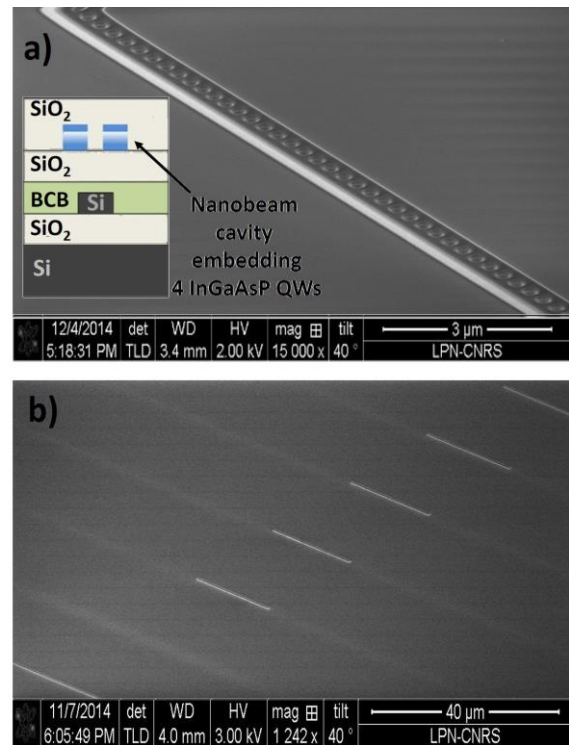 a)
SiO2
SiO2
BCB Si
SiO2
Si
Nanobeam
cavity
embedding
4 InGaAsP QWs
12/4/2014 det WD HV mag ⊞ tilt 3 µm
5:18:31 PM TLD 3.4 mm 2.00 kV 15 000 x 40 ° LPN-CNRS
b)
11/7/2014 det WD HV mag ⊞ tilt 40 µm
6:05:49 PM TLD 4.0 mm 3.00 kV 1 242 x 40 ° LPN-CNRS